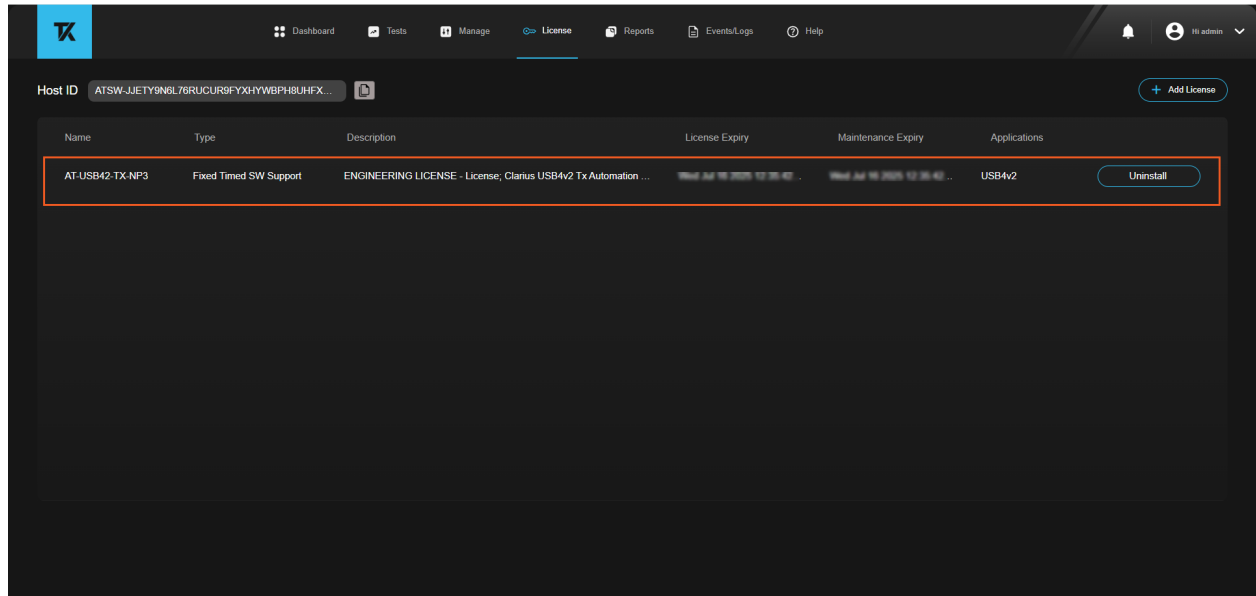 Dashboard Tests Manage License Reports Events/Logs Help Hi admin
Host ID ATSW-JJETY9N6L76RUCUR9FYXHYWBPH8UHFX... Add License
Name Type Description License Expiry Maintenance Expiry Applications
AT-USB42-TX-NP3 Fixed Timed SW Support ENGINEERING LICENSE - License; Clarius USB4v2 Tx Automation ... USB4v2 Uninstall